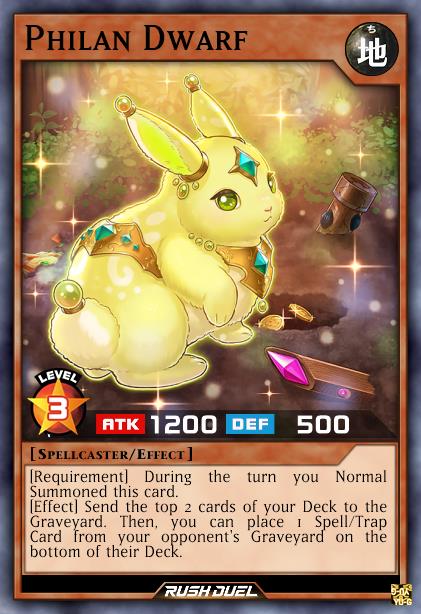 PHILAN DWARF
ち
地
LEVEL
3
ATK 1200 DEF 500
[SPELLCASTER/EFFECT]
[Requirement] During the turn you Normal
Summoned this card.
[Effect] Send the top 2 cards of your Deck to the
Graveyard. Then, you can place 1 Spell/Trap
Card from your opponent's Graveyard on the
bottom of their Deck.
RUSH DUEL